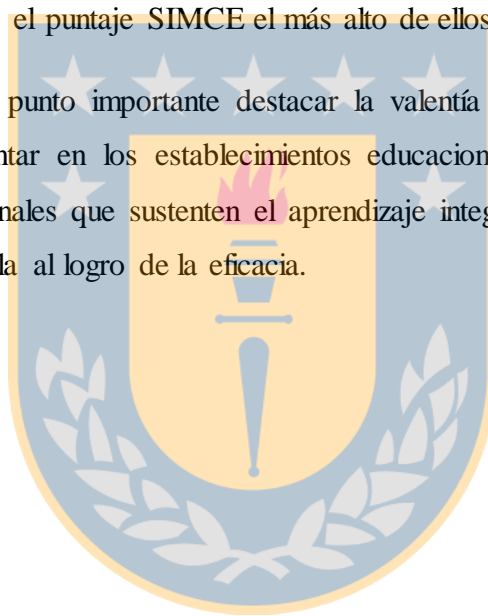 el puntaje SIMCE el más alto de ellos
punto importante destacar la valentía
ntar en los establecimientos educacion
nales que sustenten el aprendizaje integ
la al logro de la eficacia.